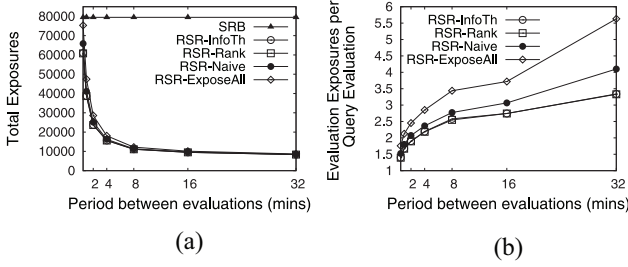 Total Exposures
80000
70000
60000
50000
40000
30000
20000
10000
0
SRB
RSR-InfoTh
RSR-Rank
RSR-Naive
RSR-ExposeAll
2 4 8 16 32
Period between evaluations (mins)
(a)
Evaluation Exposures per
Query Evaluation
6
5.5
5
4.5
4
3.5
3
2.5
2
1.5
1
RSR-InfoTh
RSR-Rank
RSR-Naive
RSR-ExposeAll
2 4 8 16 32
Period between evaluations (mins)
(b)